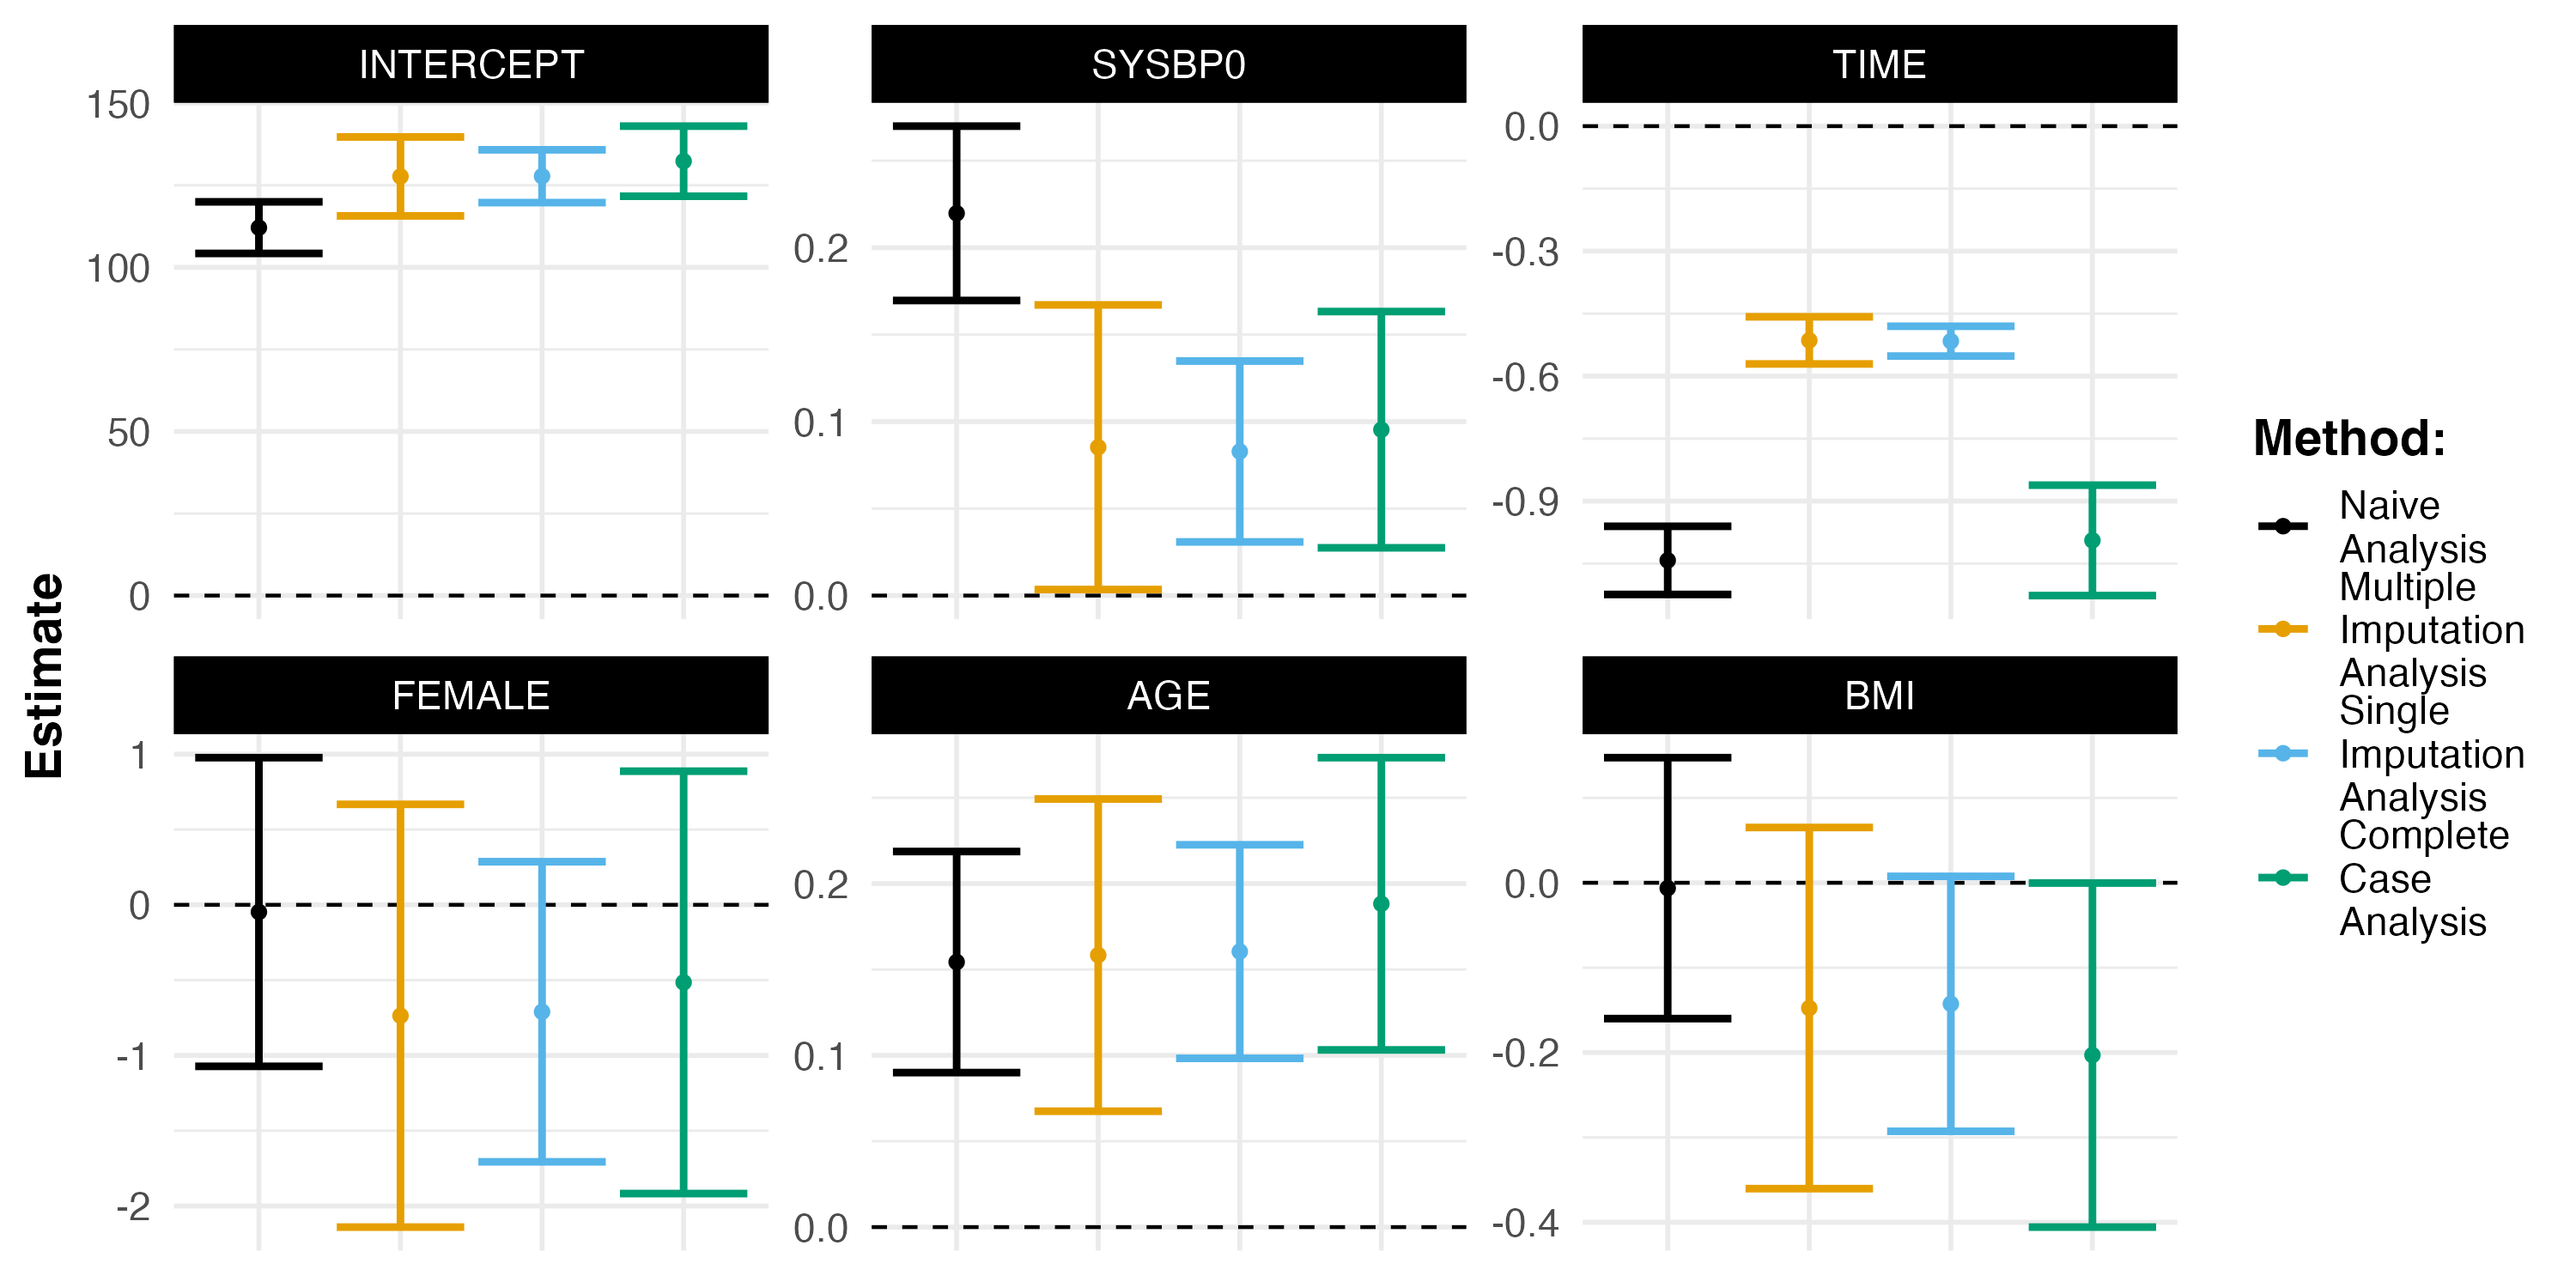 INTERCEPT
SYSBP0
TIME
150
100
50
0
0.2
0.1
0.0
0.0
-0.3
-0.6
-0.9
Estimate
FEMALE
AGE
BMI
1
0
-1
-2
0.2
0.1
0.0
0.0
-0.2
-0.4
Method:
Naive
Analysis
Multiple
Imputation
Analysis
Single
Imputation
Analysis
Complete
Case
Analysis